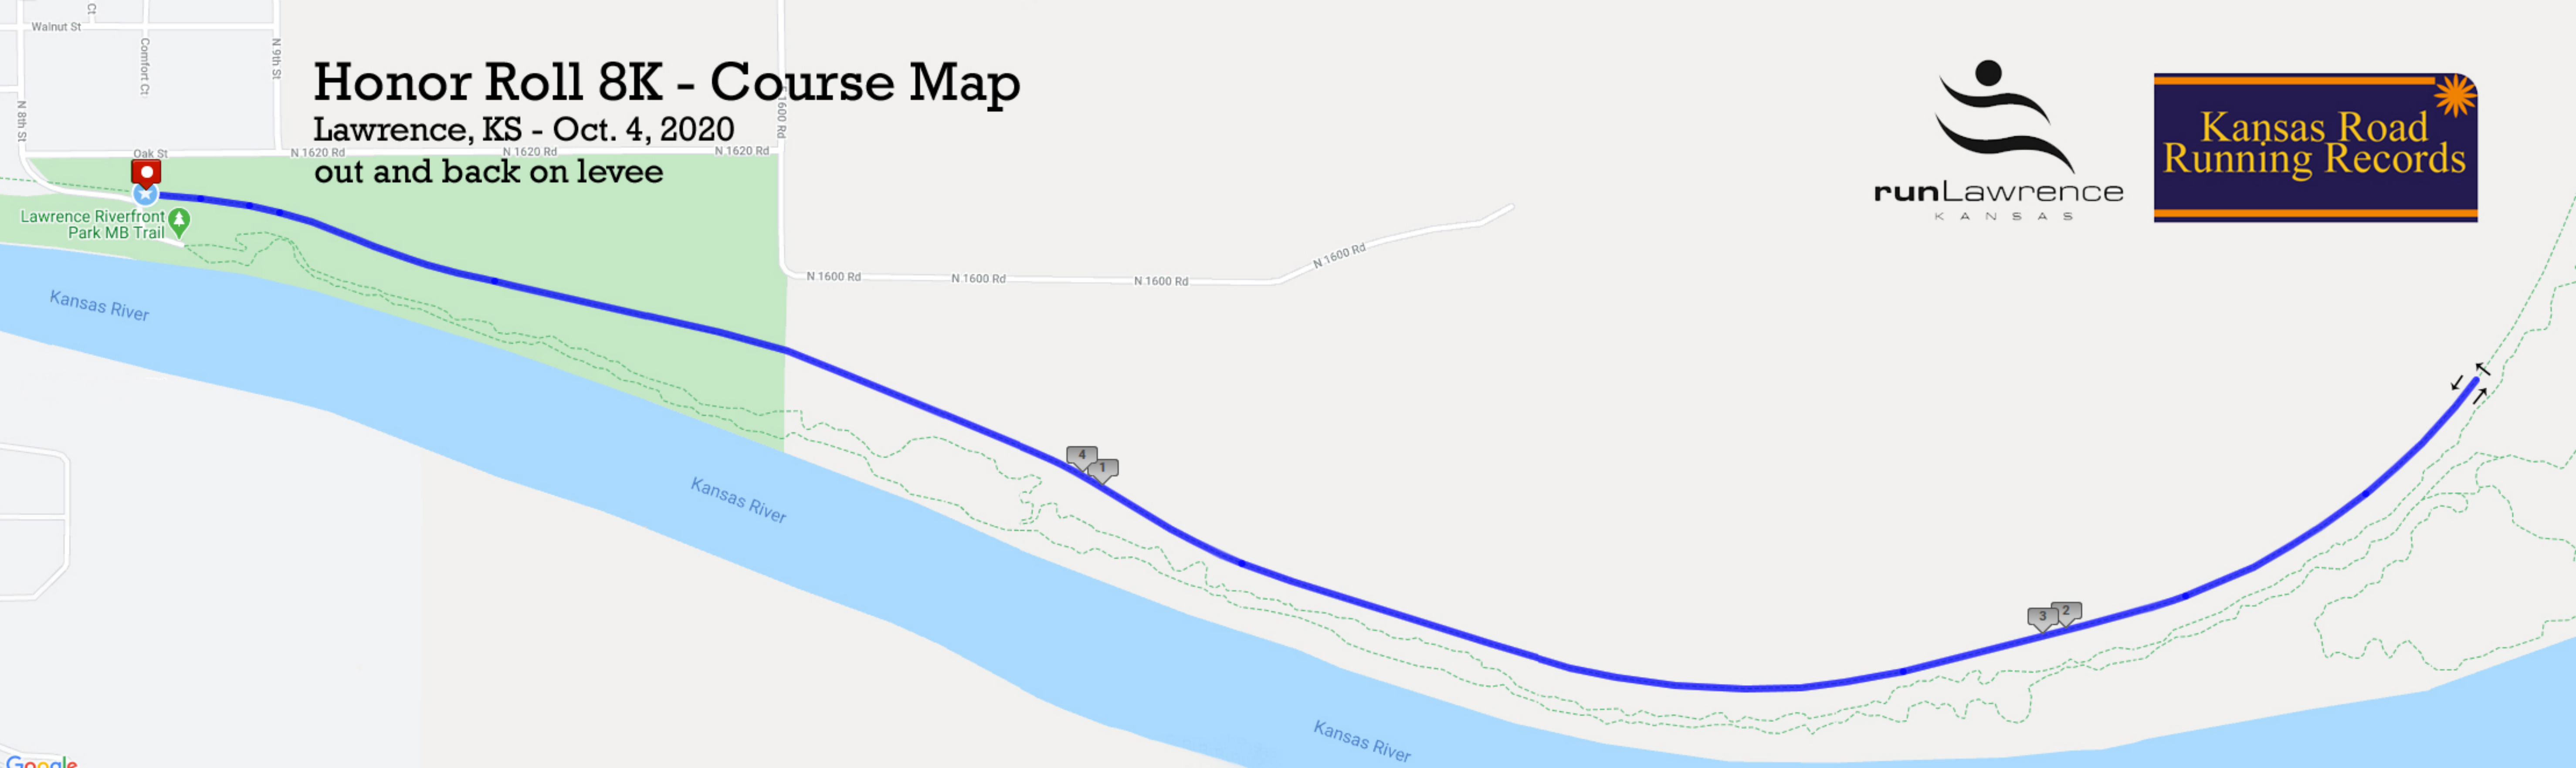 Ct
Walnut St
Comfort Ct
N 9th St
N 8th St
Honor Roll 8K - Course Map
Lawrence, KS - Oct. 4, 2020
out and back on levee
1600 Rd
Oak St
N 1620 Rd
N 1620 Rd
N 1620 Rd
Lawrence Riverfront
Park MB Trail
Kansas River
N 1600 Rd
N 1600 Rd
N 1600 Rd
N 1600 Rd
runLawrence
KANSAS
Kansas Road
Running Records
4
1
Kansas River
3
2
Kansas River
Google